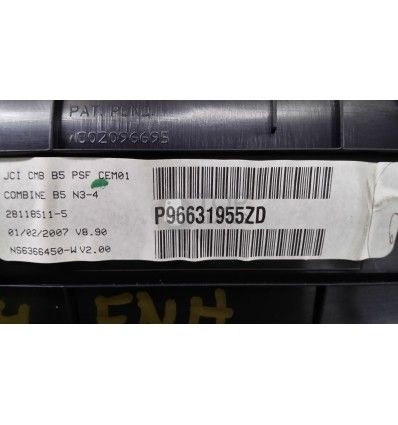 PAT PEND
JCI CMB B5 PSF CEM01
COMBINE B5 N3-4
28118511-5
01/02/2007 V8.90
NS6366450-W V2.00
P96631955ZD